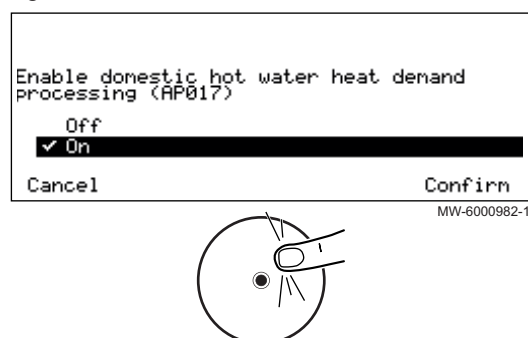 Enable domestic hot water heat demand
processing (AP017)
Off
✔ On
Cancel Confirm
MW-6000982-1